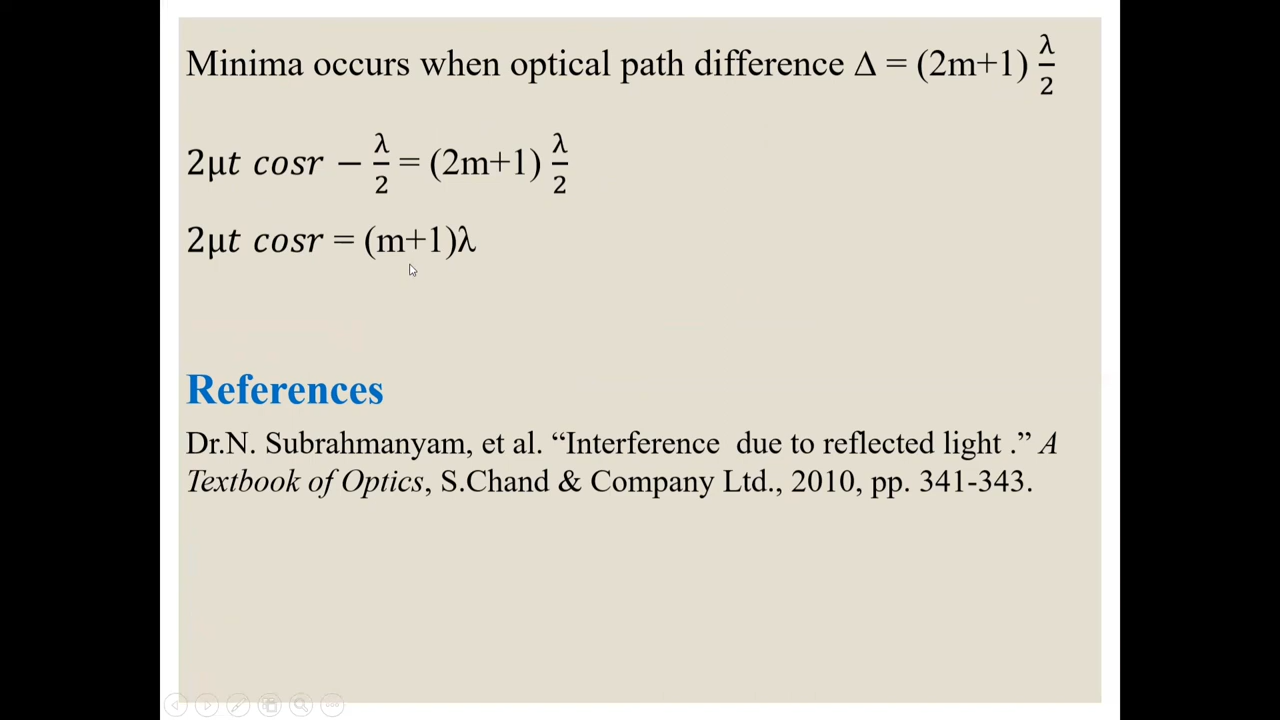 Minima occurs when optical path difference Δ = (2m+1) λ/2
2μt cosr − λ/2 = (2m+1) λ/2
2μt cosr = (m+1)λ
References
Dr.N. Subrahmanyam, et al. “Interference due to reflected light .” A
Textbook of Optics, S.Chand & Company Ltd., 2010, pp. 341-343.